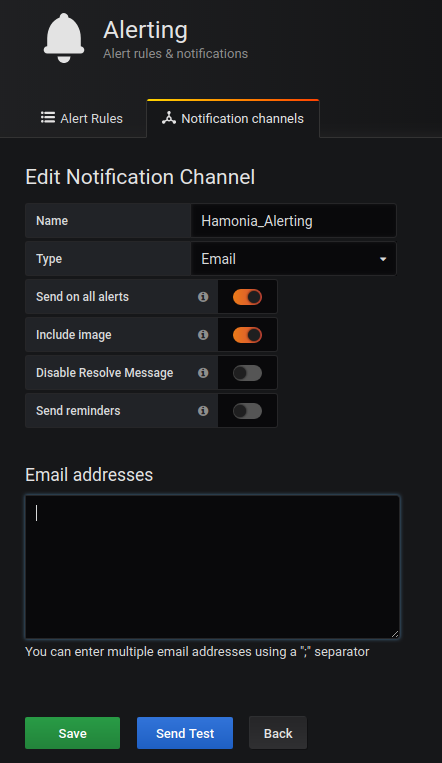 Alerting
Alert rules & notifications
Alert Rules
Notification channels
Edit Notification Channel
Name
Hamonia_Alerting
Type
Email
Send on all alerts
Include image
Disable Resolve Message
Send reminders
Email addresses
You can enter multiple email addresses using a ";" separator
Save
Send Test
Back